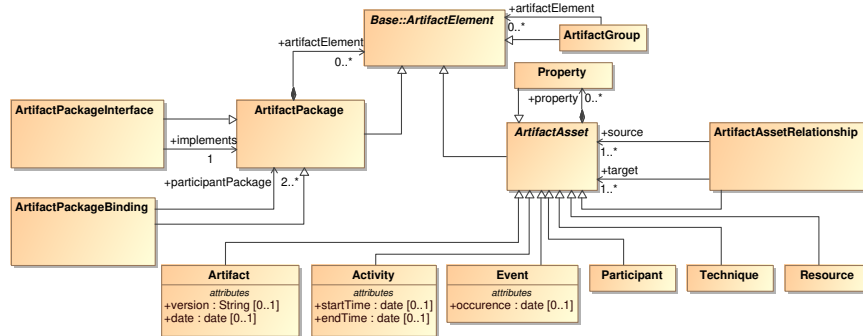 +artifactElement
Base::ArtifactElement
+artifactElement
0..*
0..*
ArtifactGroup
Property
+property
0..*
ArtifactPackageInterface
ArtifactPackage
+implements
1
ArtifactAsset
+source
1..*
+target
1..*
ArtifactAssetRelationship
+participantPackage
2..*
ArtifactPackageBinding
Artifact
attributes
+version : String [0..1]
+date : date [0..1]
Activity
attributes
+startTime : date [0..1]
+endTime : date [0..1]
Event
attributes
+occurence : date [0..1]
Participant
Technique
Resource